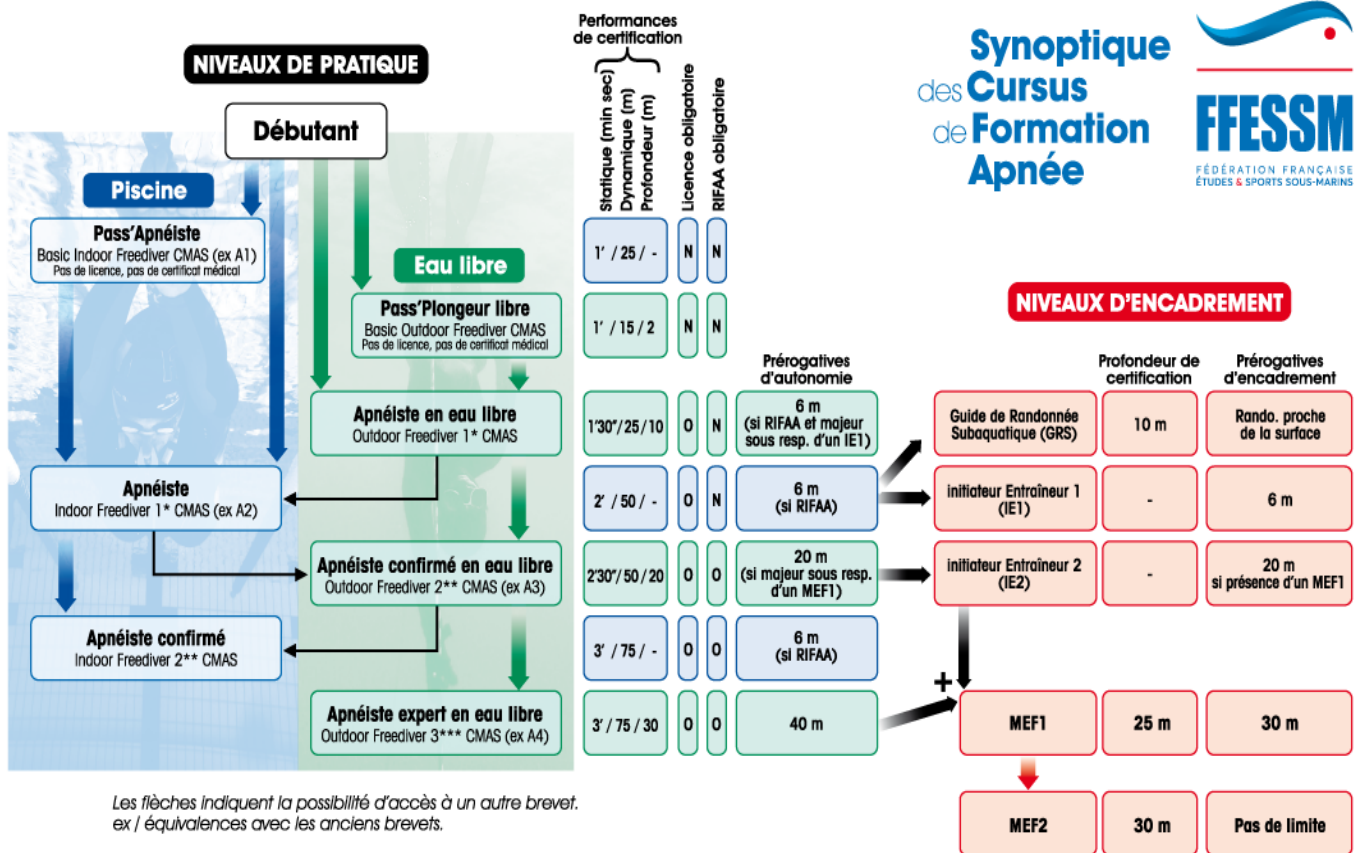 Synoptique
des Cursus
de Formation
Apnée
FFESSM
FÉDÉRATION FRANÇAISE
ÉTUDES & SPORTS SOUS-MARINS
NIVEAUX DE PRATIQUE
Performances
de certification
Statique (min sec)
Dynamique (m)
Profondeur (m)
Licence obligatoire
RIFAA obligatoire
Débutant
Piscine
Pass'Apnéiste
Basic Indoor Freediver CMAS (ex A1)
Pas de licence, pas de certificat médical
1' / 25 / -
N
N
Eau libre
Pass'Plongeur libre
Basic Outdoor Freediver CMAS
Pas de licence, pas de certificat médical
1' / 15 / 2
N
N
Prérogatives
d'autonomie
Apnéiste en eau libre
Outdoor Freediver 1* CMAS
1'30"/25/10
O
N
6 m
(si RIFAA et majeur
sous resp. d'un IE1)
Apnéiste
Indoor Freediver 1* CMAS (ex A2)
2' / 50 / -
O
N
6 m
(si RIFAA)
Apnéiste confirmé en eau libre
Outdoor Freediver 2** CMAS (ex A3)
2'30"/50/20
O
O
20 m
(si majeur sous resp.
d'un MEF1)
Apnéiste confirmé
Indoor Freediver 2** CMAS
3' / 75 / -
O
O
6 m
(si RIFAA)
Apnéiste expert en eau libre
Outdoor Freediver 3*** CMAS (ex A4)
3' / 75 / 30
O
O
40 m
NIVEAUX D'ENCADREMENT
Profondeur de
certification
Prérogatives
d'encadrement
Guide de Randonnée
Subaquatique (GRS)
10 m
Rando. proche
de la surface
initiateur Entraîneur 1
(IE1)
-
6 m
initiateur Entraîneur 2
(IE2)
-
20 m
si présence d'un MEF1
+
MEF1
25 m
30 m
MEF2
30 m
Pas de limite
Les flèches indiquent la possibilité d'accès à un autre brevet.
ex / équivalences avec les anciens brevets.